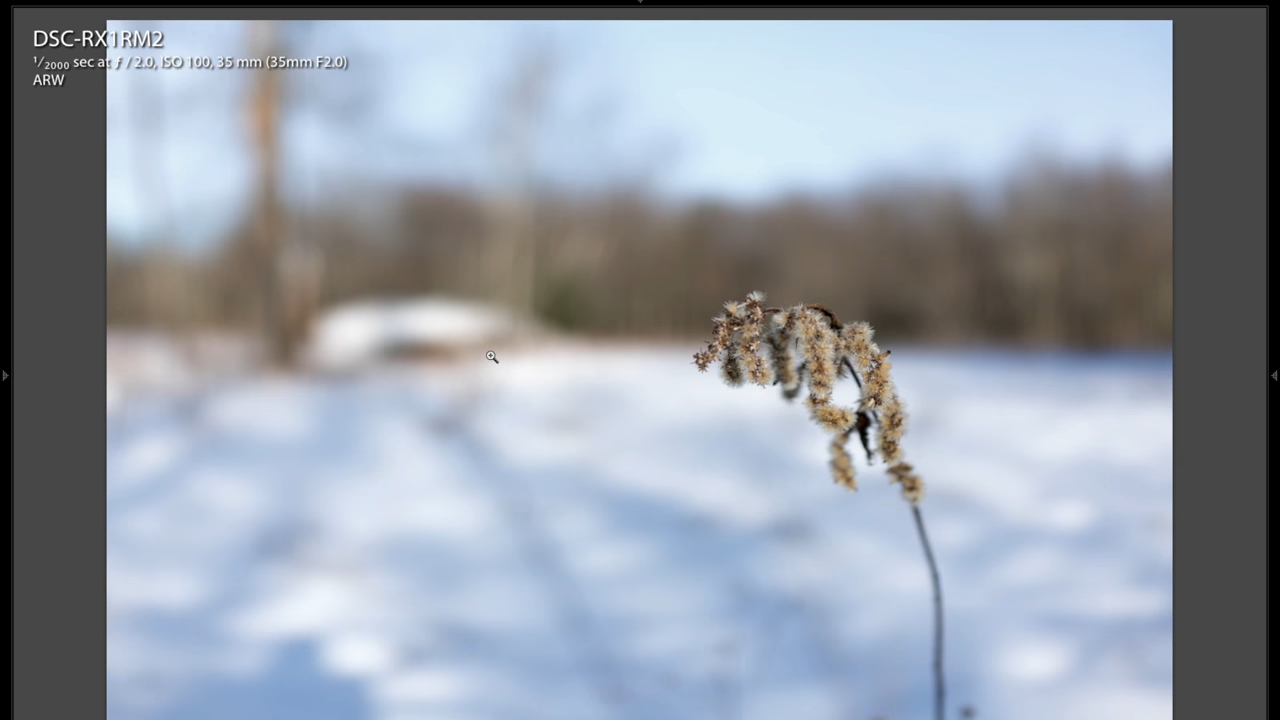 DSC-RX1RM2
1/2000 sec at ƒ / 2.0, ISO 100, 35 mm (35mm F2.0)
ARW